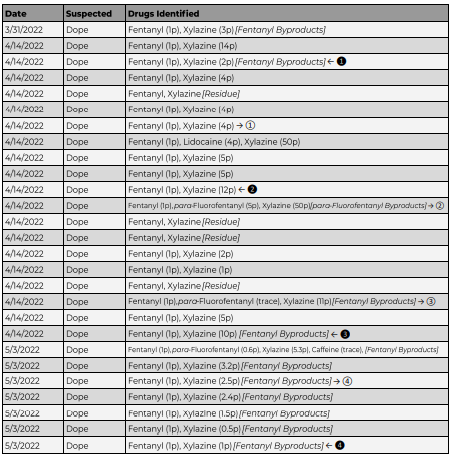 Date Suspected Drugs Identified
3/31/2022 Dope Fentanyl (1p), Xylazine (3p) [Fentanyl Byproducts]
4/14/2022 Dope Fentanyl (1p), Xylazine (14p)
4/14/2022 Dope Fentanyl (1p), Xylazine (2p) [Fentanyl Byproducts] ← ❶
4/14/2022 Dope Fentanyl (1p), Xylazine (4p)
4/14/2022 Dope Fentanyl, Xylazine [Residue]
4/14/2022 Dope Fentanyl (1p), Xylazine (4p)
4/14/2022 Dope Fentanyl (1p), Xylazine (4p) → ①
4/14/2022 Dope Fentanyl (1p), Lidocaine (4p), Xylazine (50p)
4/14/2022 Dope Fentanyl (1p), Xylazine (5p)
4/14/2022 Dope Fentanyl (1p), Xylazine (5p)
4/14/2022 Dope Fentanyl (1p), Xylazine (12p) ← ❷
4/14/2022 Dope Fentanyl (1p), para-Fluorofentanyl (5p), Xylazine (50p) [para-Fluorofentanyl Byproducts] → ②
4/14/2022 Dope Fentanyl, Xylazine [Residue]
4/14/2022 Dope Fentanyl, Xylazine [Residue]
4/14/2022 Dope Fentanyl (1p), Xylazine (2p)
4/14/2022 Dope Fentanyl (1p), Xylazine (1p)
4/14/2022 Dope Fentanyl, Xylazine [Residue]
4/14/2022 Dope Fentanyl (1p), para-Fluorofentanyl (trace), Xylazine (11p) [Fentanyl Byproducts] → ③
4/14/2022 Dope Fentanyl (1p), Xylazine (5p)
4/14/2022 Dope Fentanyl (1p), Xylazine (10p) [Fentanyl Byproducts] ← ❸
5/3/2022 Dope Fentanyl (1p), para-Fluorofentanyl (0.6p), Xylazine (5.3p), Caffeine (trace), [Fentanyl Byproducts]
5/3/2022 Dope Fentanyl (1p), Xylazine (3.2p) [Fentanyl Byproducts]
5/3/2022 Dope Fentanyl (1p), Xylazine (2.5p) [Fentanyl Byproducts] → ④
5/3/2022 Dope Fentanyl (1p), Xylazine (2.4p) [Fentanyl Byproducts]
5/3/2022 Dope Fentanyl (1p), Xylazine (1.5p) [Fentanyl Byproducts]
5/3/2022 Dope Fentanyl (1p), Xylazine (0.5p) [Fentanyl Byproducts]
5/3/2022 Dope Fentanyl (1p), Xylazine (1p) [Fentanyl Byproducts] ← ❹